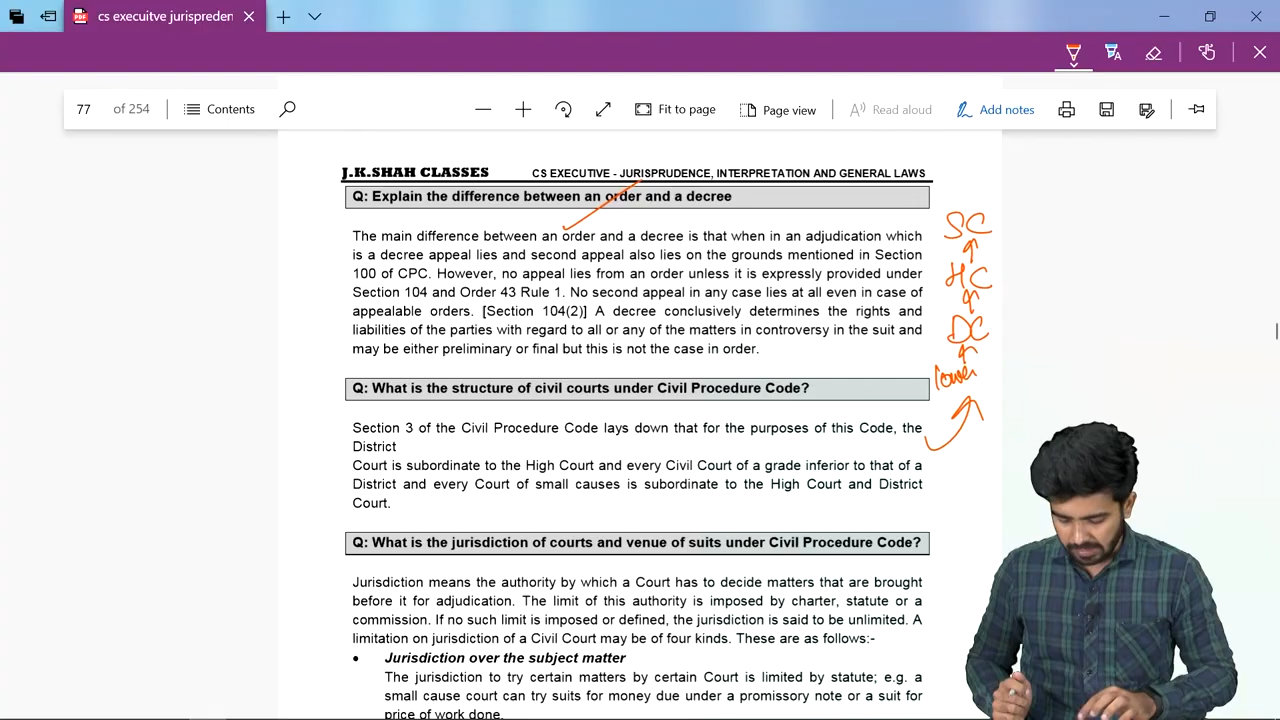 cs execuitve jurispreden
77 of 254 Contents Fit to page Page view Read aloud Add notes
J.K.SHAH CLASSES CS EXECUTIVE - JURISPRUDENCE, INTERPRETATION AND GENERAL LAWS
Q: Explain the difference between an order and a decree
The main difference between an order and a decree is that when in an adjudication which
is a decree appeal lies and second appeal also lies on the grounds mentioned in Section
100 of CPC. However, no appeal lies from an order unless it is expressly provided under
Section 104 and Order 43 Rule 1. No second appeal in any case lies at all even in case of
appealable orders. [Section 104(2)] A decree conclusively determines the rights and
liabilities of the parties with regard to all or any of the matters in controversy in the suit and
may be either preliminary or final but this is not the case in order.
SC
HC
DC
lower
Q: What is the structure of civil courts under Civil Procedure Code?
Section 3 of the Civil Procedure Code lays down that for the purposes of this Code, the
District
Court is subordinate to the High Court and every Civil Court of a grade inferior to that of a
District and every Court of small causes is subordinate to the High Court and District
Court.
Q: What is the jurisdiction of courts and venue of suits under Civil Procedure Code?
Jurisdiction means the authority by which a Court has to decide matters that are brought
before it for adjudication. The limit of this authority is imposed by charter, statute or a
commission. If no such limit is imposed or defined, the jurisdiction is said to be unlimited. A
limitation on jurisdiction of a Civil Court may be of four kinds. These are as follows:-
• Jurisdiction over the subject matter
The jurisdiction to try certain matters by certain Court is limited by statute; e.g. a
small cause court can try suits for money due under a promissory note or a suit for
price of work done.